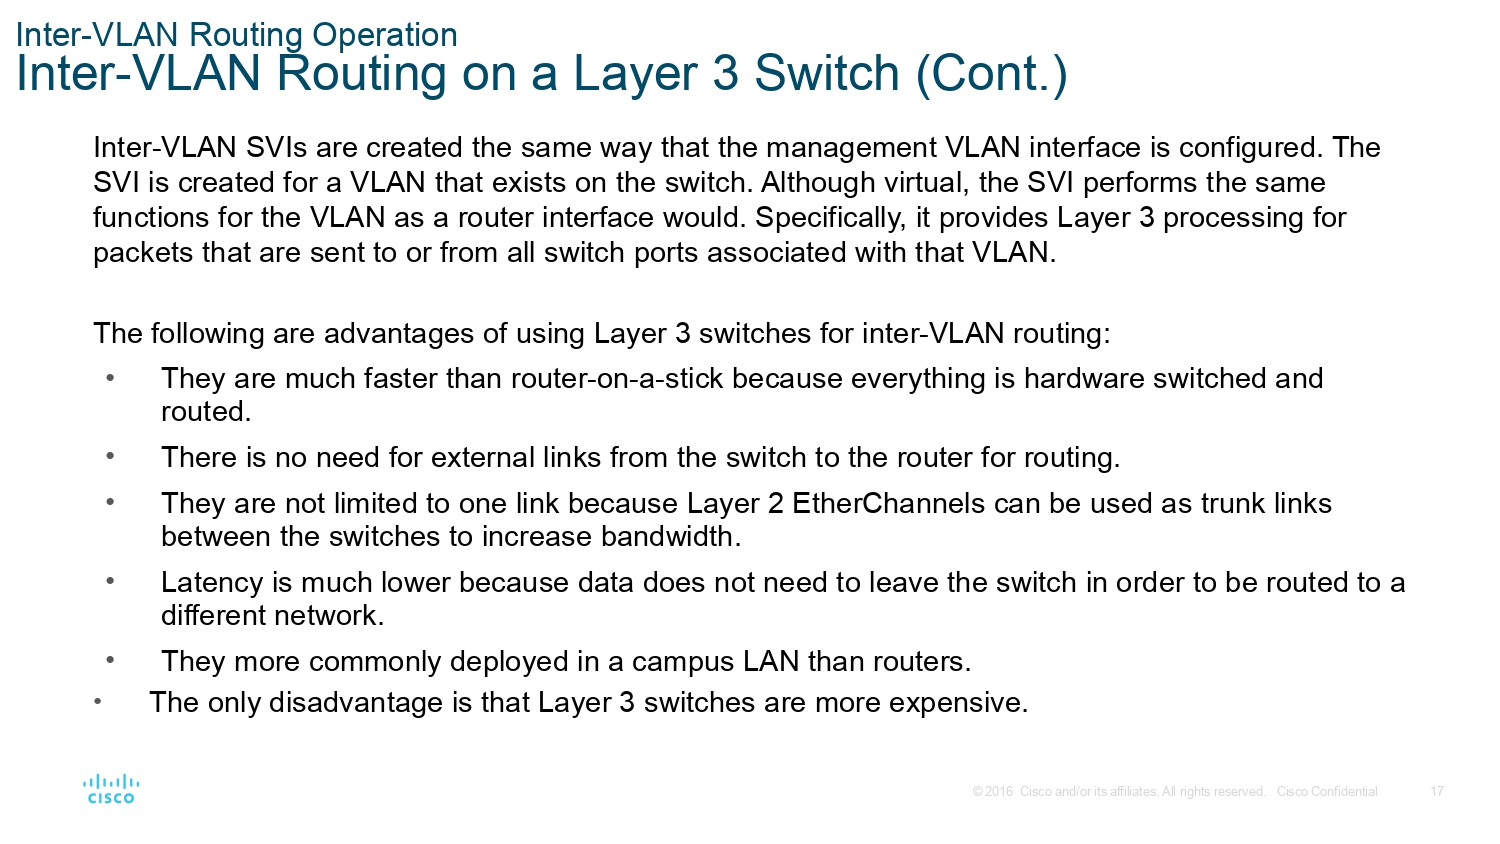 Inter-VLAN Routing Operation
Inter-VLAN Routing on a Layer 3 Switch (Cont.)
Inter-VLAN SVIs are created the same way that the management VLAN interface is configured. The
SVI is created for a VLAN that exists on the switch. Although virtual, the SVI performs the same
functions for the VLAN as a router interface would. Specifically, it provides Layer 3 processing for
packets that are sent to or from all switch ports associated with that VLAN.
The following are advantages of using Layer 3 switches for inter-VLAN routing:
• They are much faster than router-on-a-stick because everything is hardware switched and
routed.
• There is no need for external links from the switch to the router for routing.
• They are not limited to one link because Layer 2 EtherChannels can be used as trunk links
between the switches to increase bandwidth.
• Latency is much lower because data does not need to leave the switch in order to be routed to a
different network.
• They more commonly deployed in a campus LAN than routers.
• The only disadvantage is that Layer 3 switches are more expensive.
CISCO
© 2016 Cisco and/or its affiliates. All rights reserved. Cisco Confidential 17